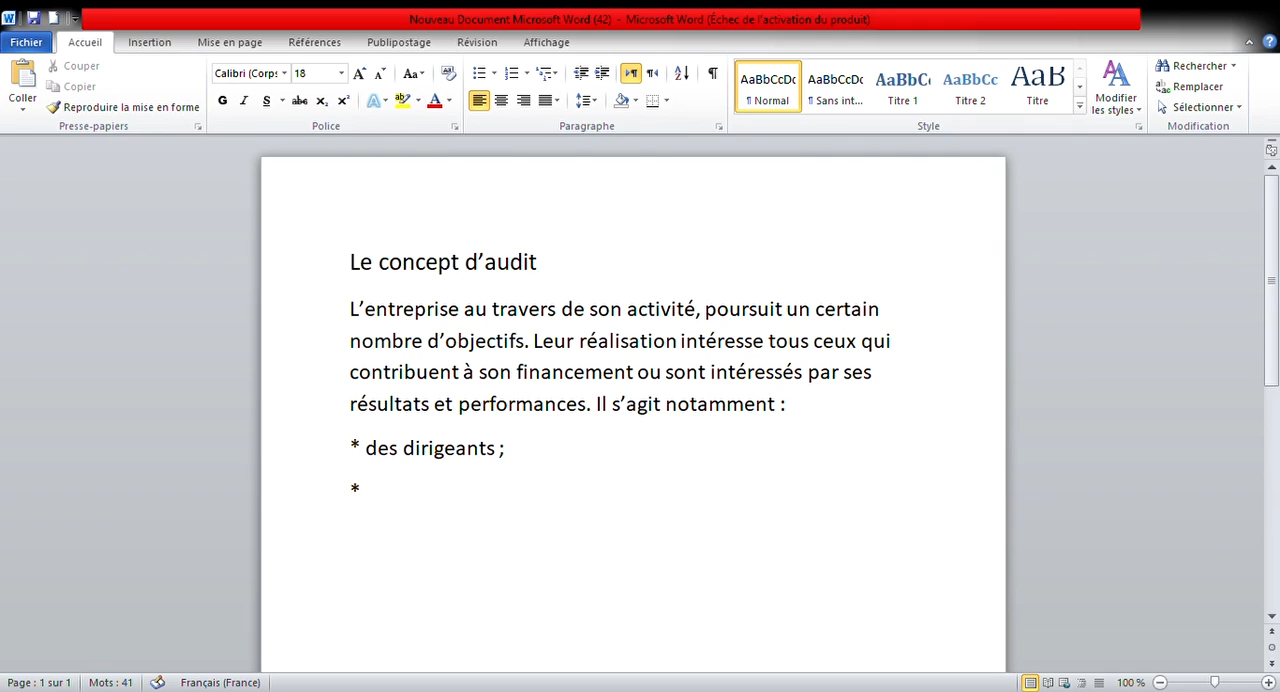 Nouveau Document Microsoft Word (42) - Microsoft Word (Échec de l'activation du produit)
Fichier Accueil Insertion Mise en page Références Publipostage Révision Affichage
Coller
Couper
Copier
Reproduire la mise en forme
Presse-papiers
Calibri (Corps 18
G I S abc x₂ x²
Police
Paragraphe
AaBbCcDc AaBbCcDc AaBbC AaBbCc AaB
¶ Normal ¶ Sans int... Titre 1 Titre 2 Titre
Modifier
les styles
Style
Rechercher
Remplacer
Sélectionner
Modification
Le concept d'audit
L'entreprise au travers de son activité, poursuit un certain
nombre d'objectifs. Leur réalisation intéresse tous ceux qui
contribuent à son financement ou sont intéressés par ses
résultats et performances. Il s'agit notamment :
* des dirigeants ;
*
Page : 1 sur 1 Mots : 41 Français (France) 100 %